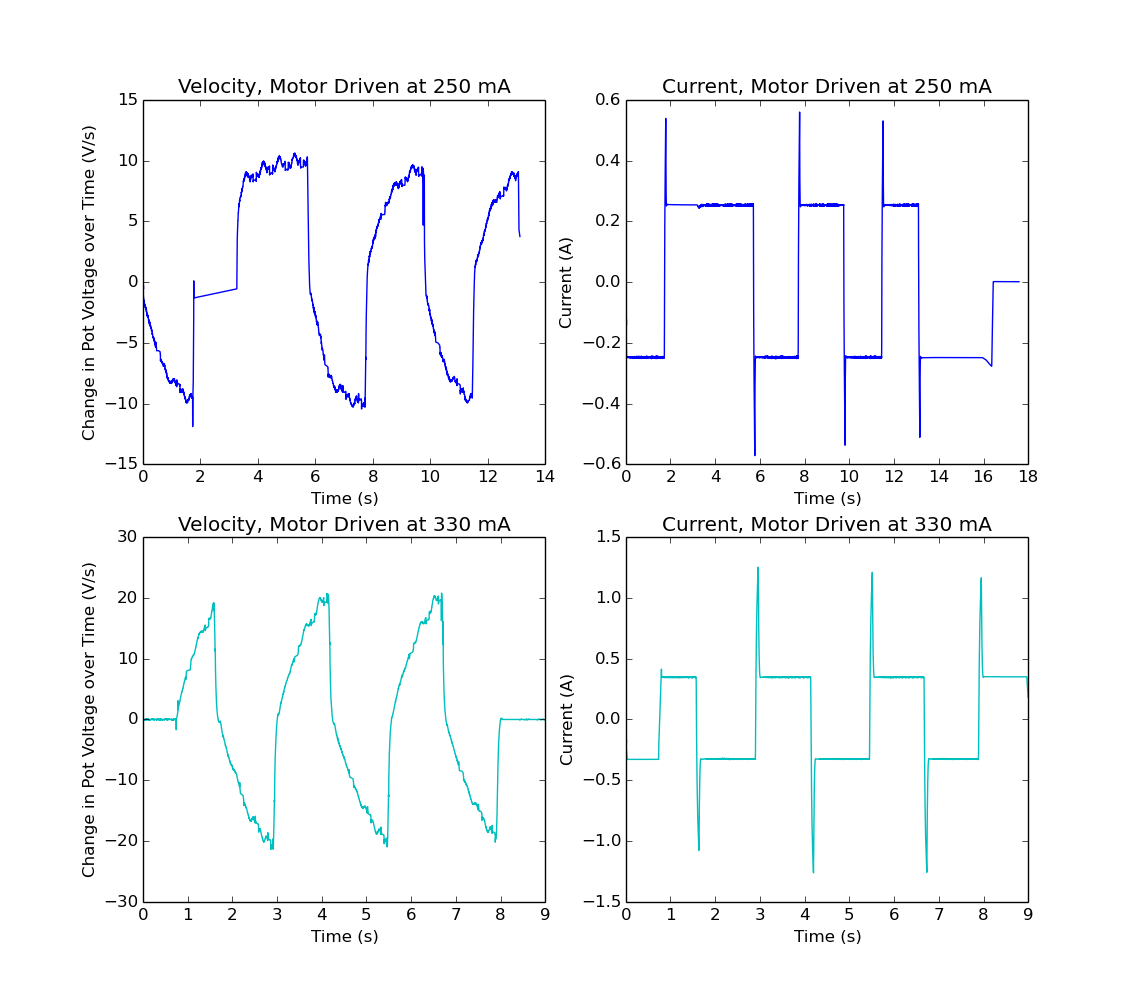 Velocity, Motor Driven at 250 mA
15
10
5
0
−5
−10
−15
Change in Pot Voltage over Time (V/s)
0 2 4 6 8 10 12 14
Time (s)
Current, Motor Driven at 250 mA
0.6
0.4
0.2
0.0
−0.2
−0.4
−0.6
Current (A)
0 2 4 6 8 10 12 14 16 18
Time (s)
Velocity, Motor Driven at 330 mA
30
20
10
0
−10
−20
−30
Change in Pot Voltage over Time (V/s)
0 1 2 3 4 5 6 7 8 9
Time (s)
Current, Motor Driven at 330 mA
1.5
1.0
0.5
0.0
−0.5
−1.0
−1.5
Current (A)
0 1 2 3 4 5 6 7 8 9
Time (s)